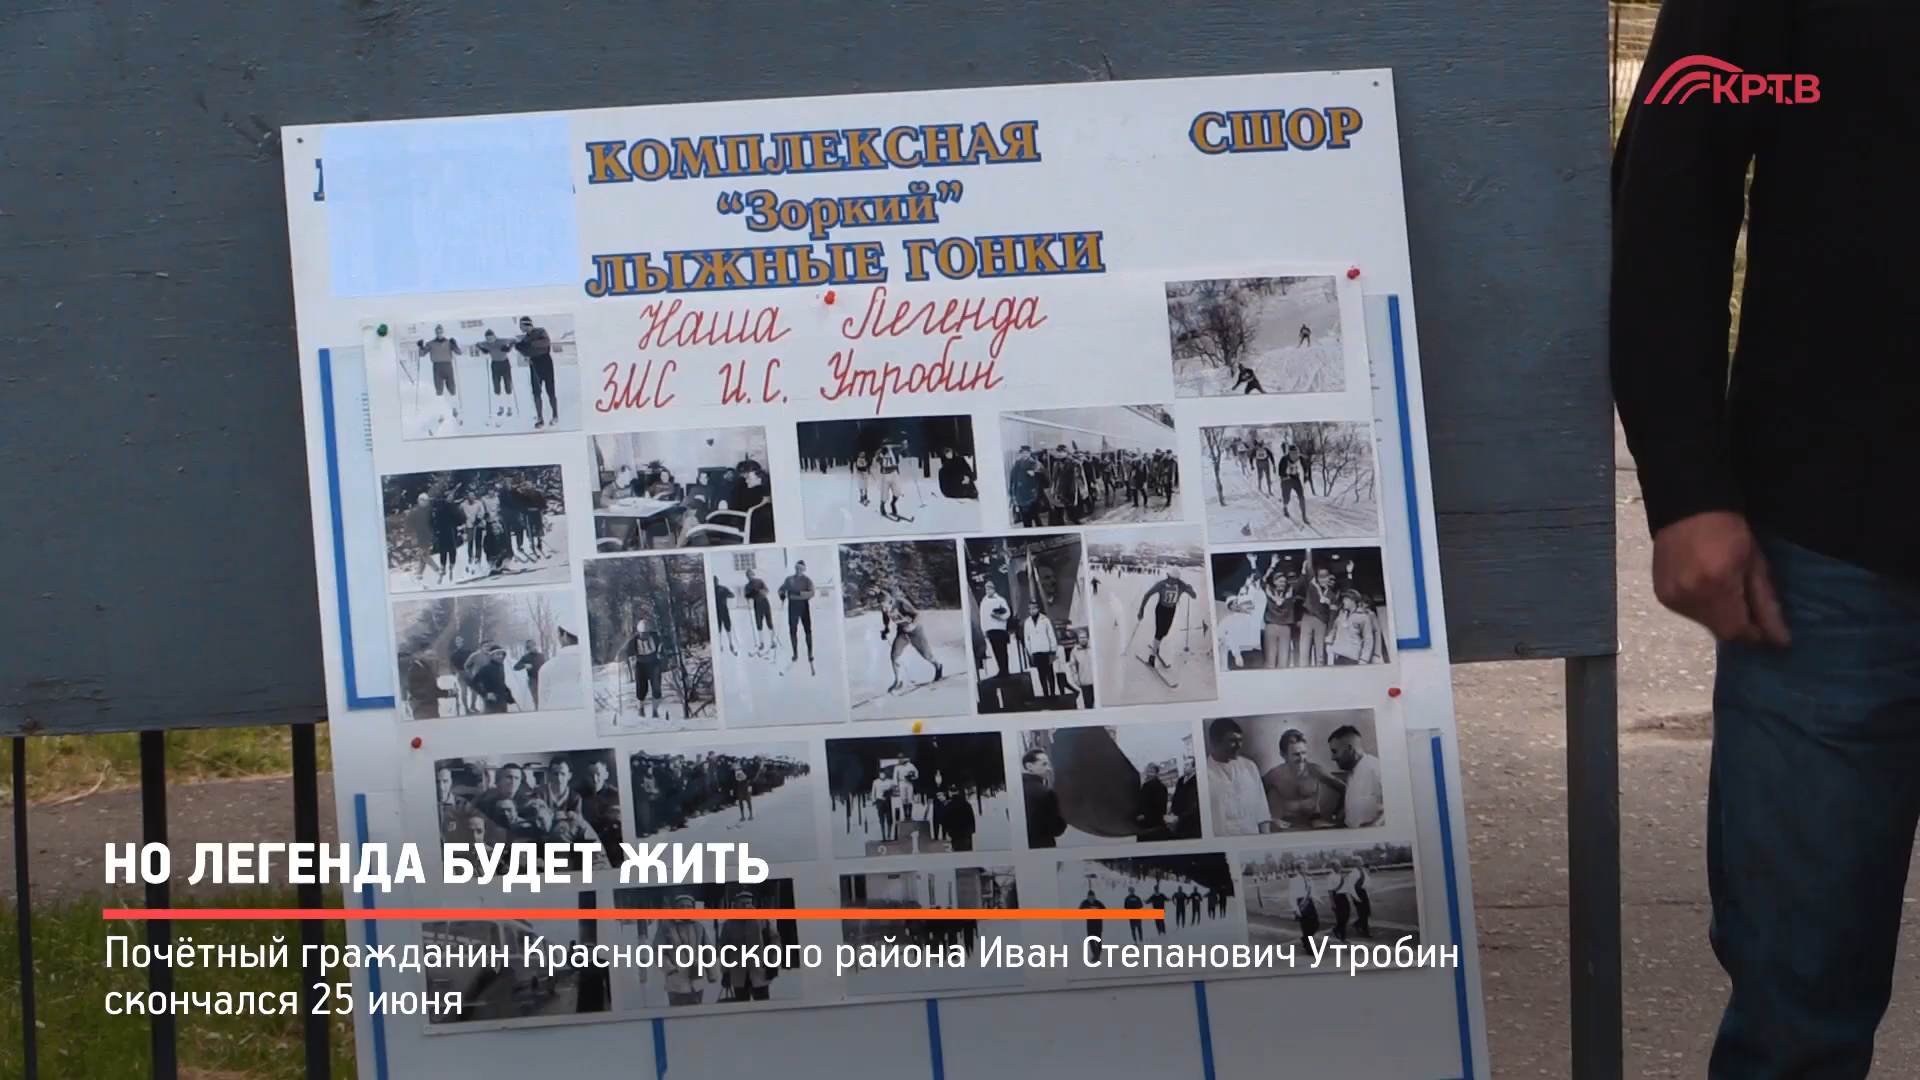 КРТВ
КОМПЛЕКСНАЯ СШОР
“Зоркий”
ЛЫЖНЫЕ ГОНКИ
Наша Легенда
ЗМС И.С. Утробин
НО ЛЕГЕНДА БУДЕТ ЖИТЬ
Почётный гражданин Красногорского района Иван Степанович Утробин
скончался 25 июня